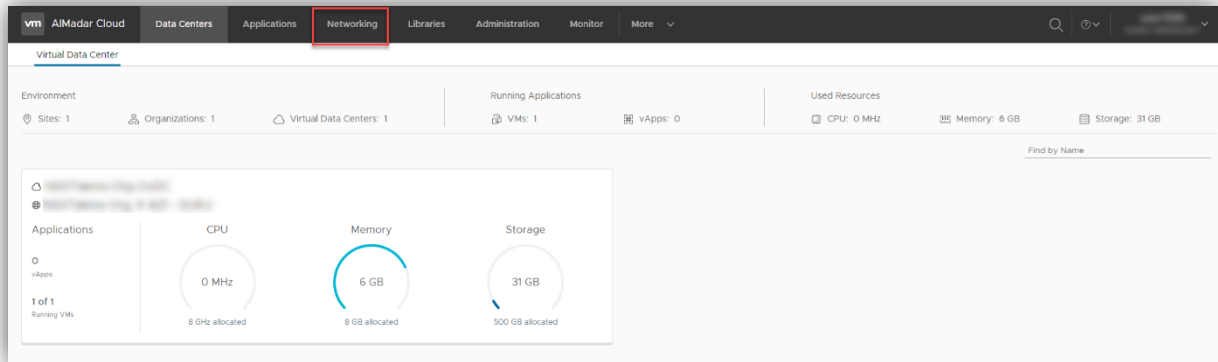 vm AlMadar Cloud Data Centers Applications Networking Libraries Administration Monitor More
Virtual Data Center
Environment Running Applications Used Resources
Sites: 1 Organizations: 1 Virtual Data Centers: 1 VMs: 1 vApps: 0 CPU: 0 MHz Memory: 6 GB Storage: 31 GB
Find by Name
Applications CPU Memory Storage
0
vApps
0 MHz 6 GB 31 GB
1 of 1
Running VMs
8 GHz allocated 8 GB allocated 500 GB allocated